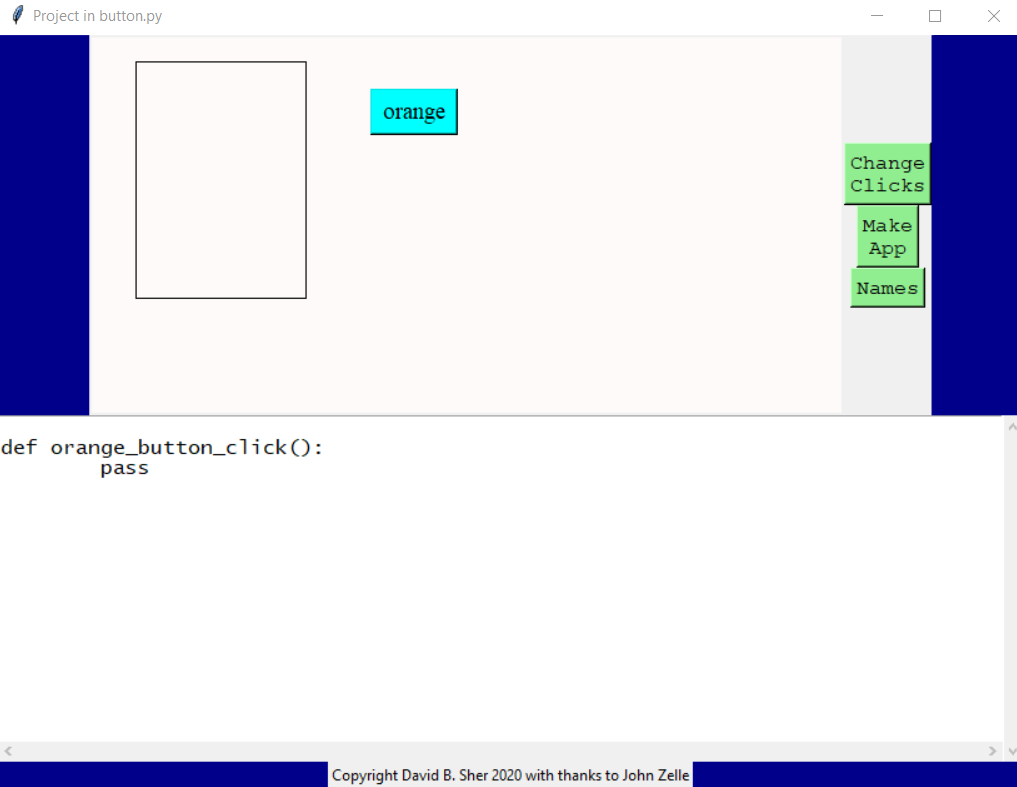 Project in button.py
orange
Change
Clicks
Make
App
Names
def orange_button_click():
        pass
Copyright David B. Sher 2020 with thanks to John Zelle